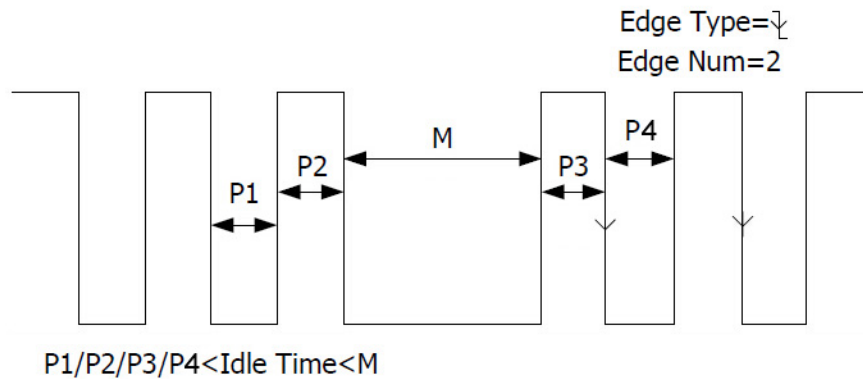 Edge Type=
Edge Num=2
M
P4
P2
P3
P1
P1/P2/P3/P4<Idle Time<M